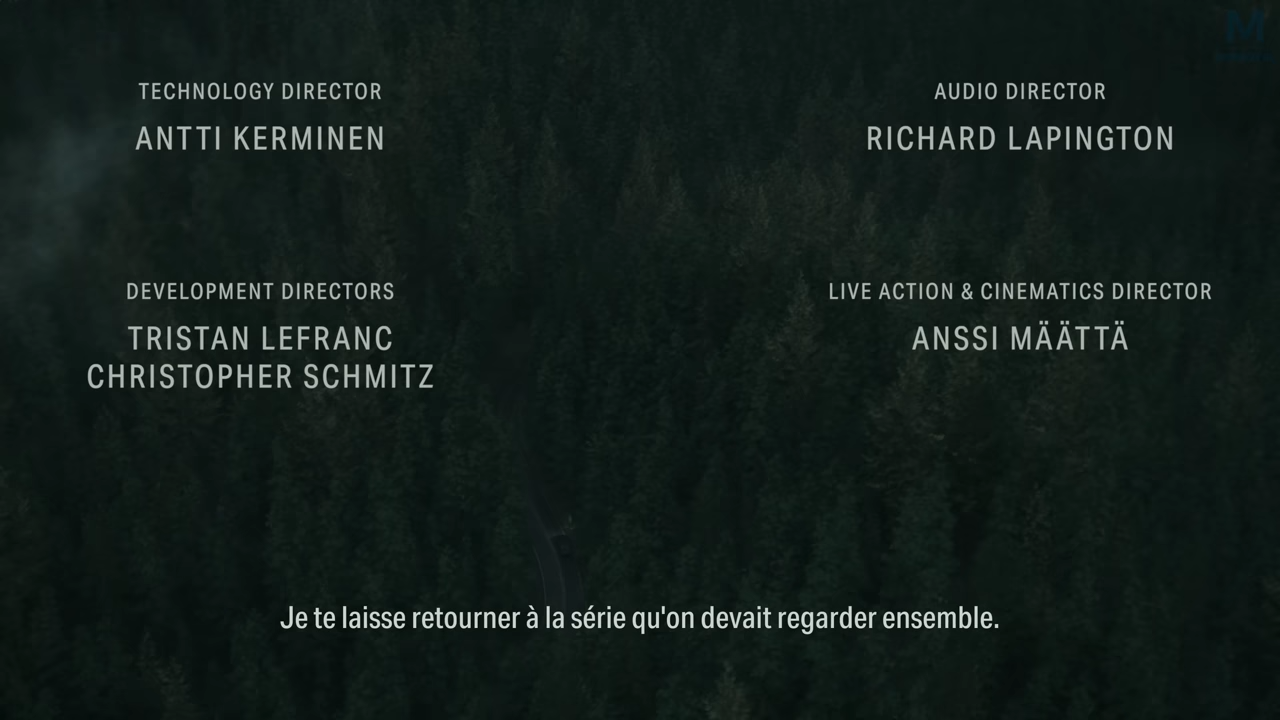 TECHNOLOGY DIRECTOR
ANTTI KERMINEN
AUDIO DIRECTOR
RICHARD LAPINGTON
DEVELOPMENT DIRECTORS
TRISTAN LEFRANC
CHRISTOPHER SCHMITZ
LIVE ACTION & CINEMATICS DIRECTOR
ANSSI MÄÄTTÄ
Je te laisse retourner à la série qu'on devait regarder ensemble.